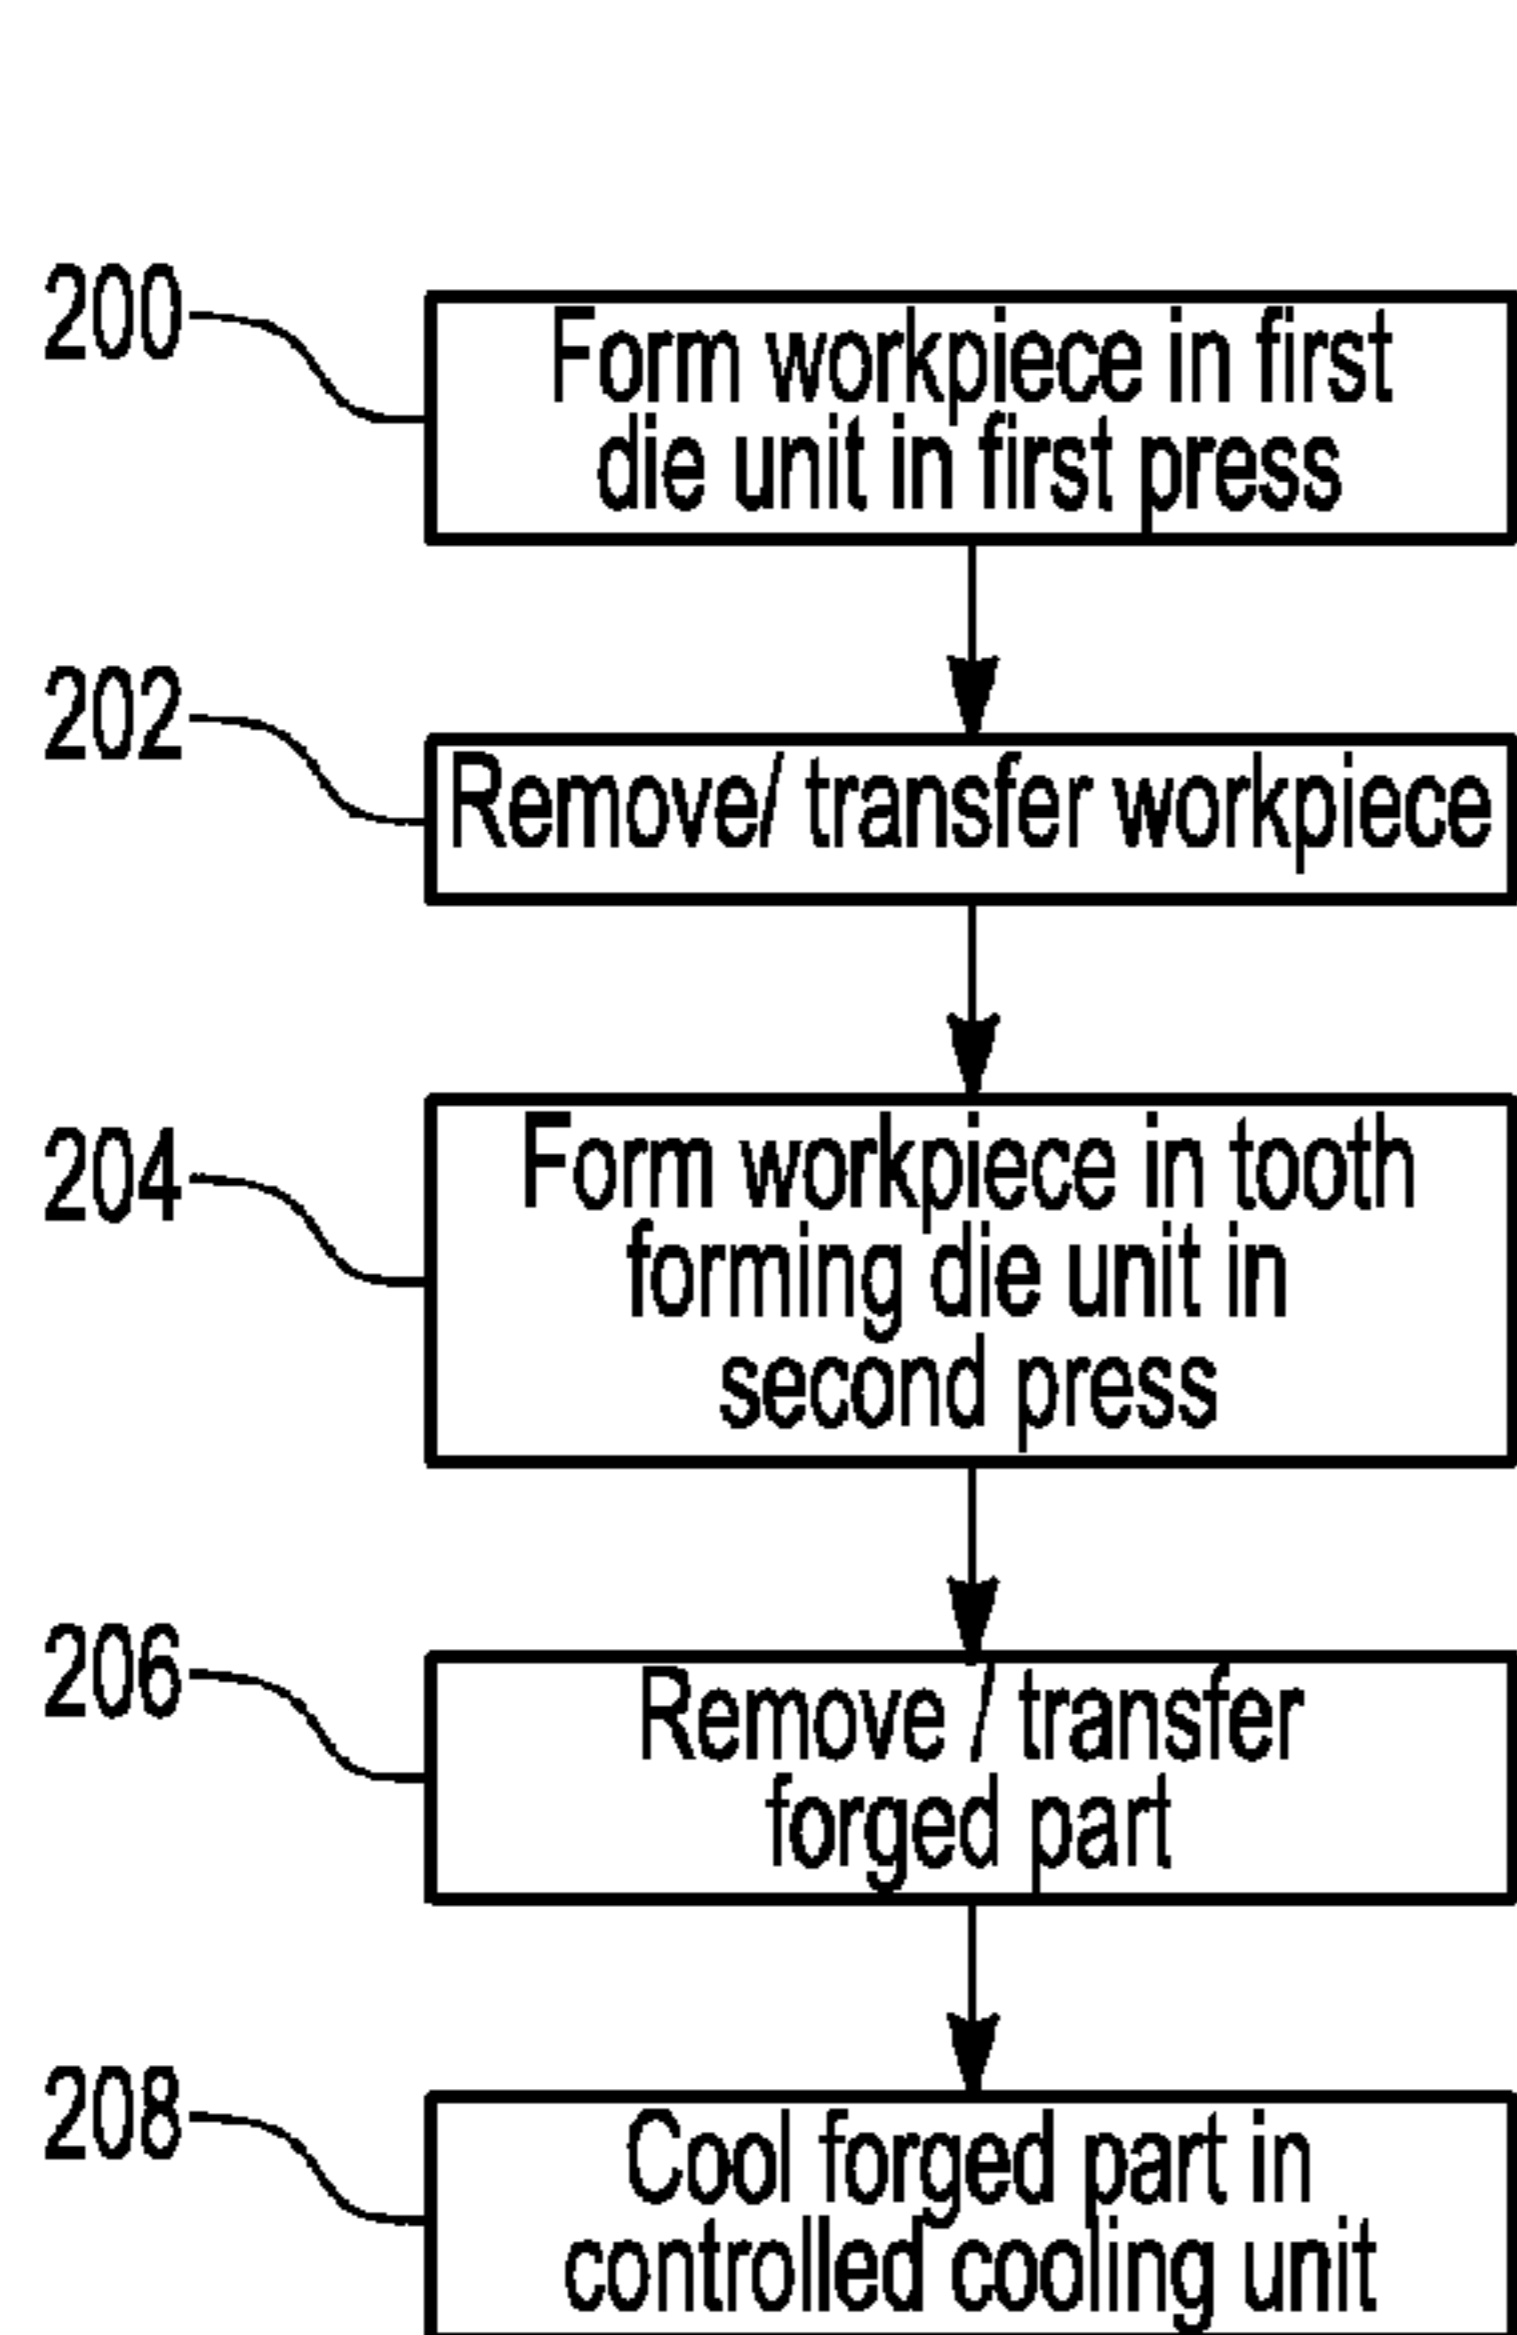 200
Form workpiece in first
die unit in first press
202
Remove/ transfer workpiece
204
Form workpiece in tooth
forming die unit in
second press
206
Remove / transfer
forged part
208
Cool forged part in
controlled cooling unit